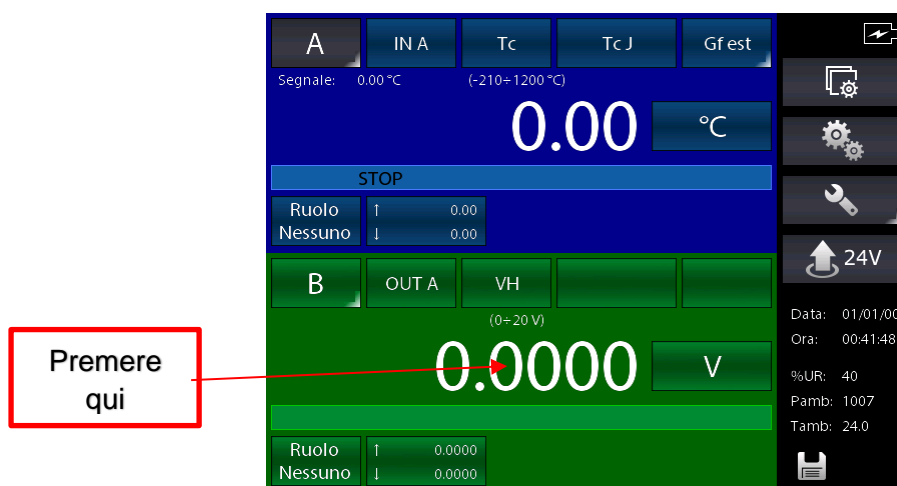 A IN A Tc Tc J Gf est
Segnale: 0.00 °C (-210÷1200 °C)
0.00 °C
STOP
Ruolo Nessuno
↑ 0.00
↓ 0.00
B OUT A VH
(0÷20 V)
0.0000 V
Ruolo Nessuno
↑ 0.0000
↓ 0.0000
24V
Data: 01/01/00
Ora: 00:41:48
%UR: 40
Pamb: 1007
Tamb: 24.0
Premere
qui